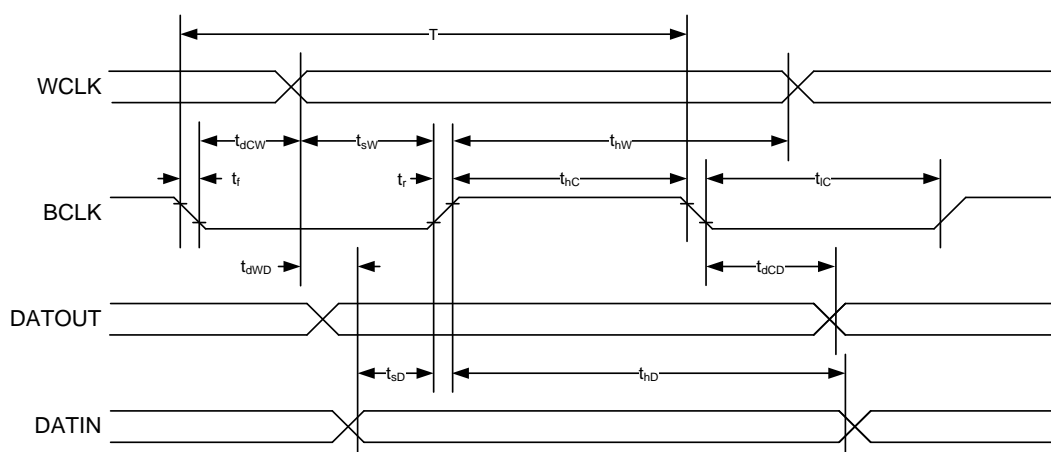 T
WCLK
tdCW
tsW
thW
tf
tr
thC
tlC
BCLK
tdWD
tdCD
DATOUT
tsD
thD
DATIN